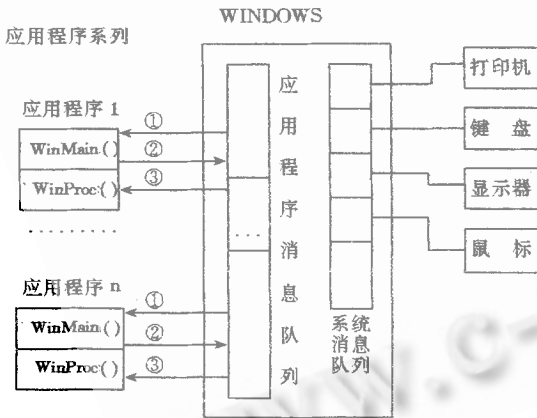 WINDOWS
应用程序系列
应用程序 1
①
WinMain()
②
WinProc()
③
………
应用程序 n
①
WinMain()
②
WinProc()
③
…
应用程序消息队列
系统
消息
队列
打印机
键 盘
显示器
鼠 标
www.c-